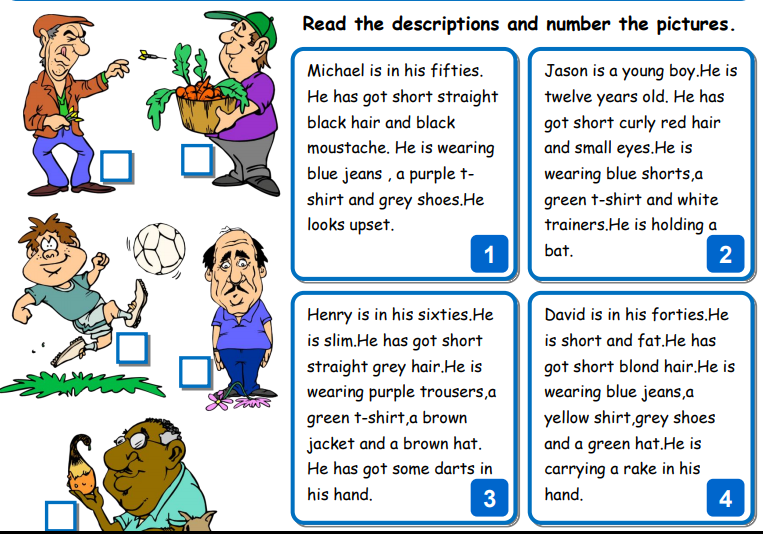 Read the descriptions and number the pictures.
Michael is in his fifties.
He has got short straight
black hair and black
moustache. He is wearing
blue jeans , a purple t-
shirt and grey shoes.He
looks upset.
1
Jason is a young boy.He is
twelve years old. He has
got short curly red hair
and small eyes.He is
wearing blue shorts,a
green t-shirt and white
trainers.He is holding a
bat.
2
Henry is in his sixties.He
is slim.He has got short
straight grey hair.He is
wearing purple trousers,a
green t-shirt,a brown
jacket and a brown hat.
He has got some darts in
his hand.
3
David is in his forties.He
is short and fat.He has
got short blond hair.He is
wearing blue jeans,a
yellow shirt,grey shoes
and a green hat.He is
carrying a rake in his
hand.
4